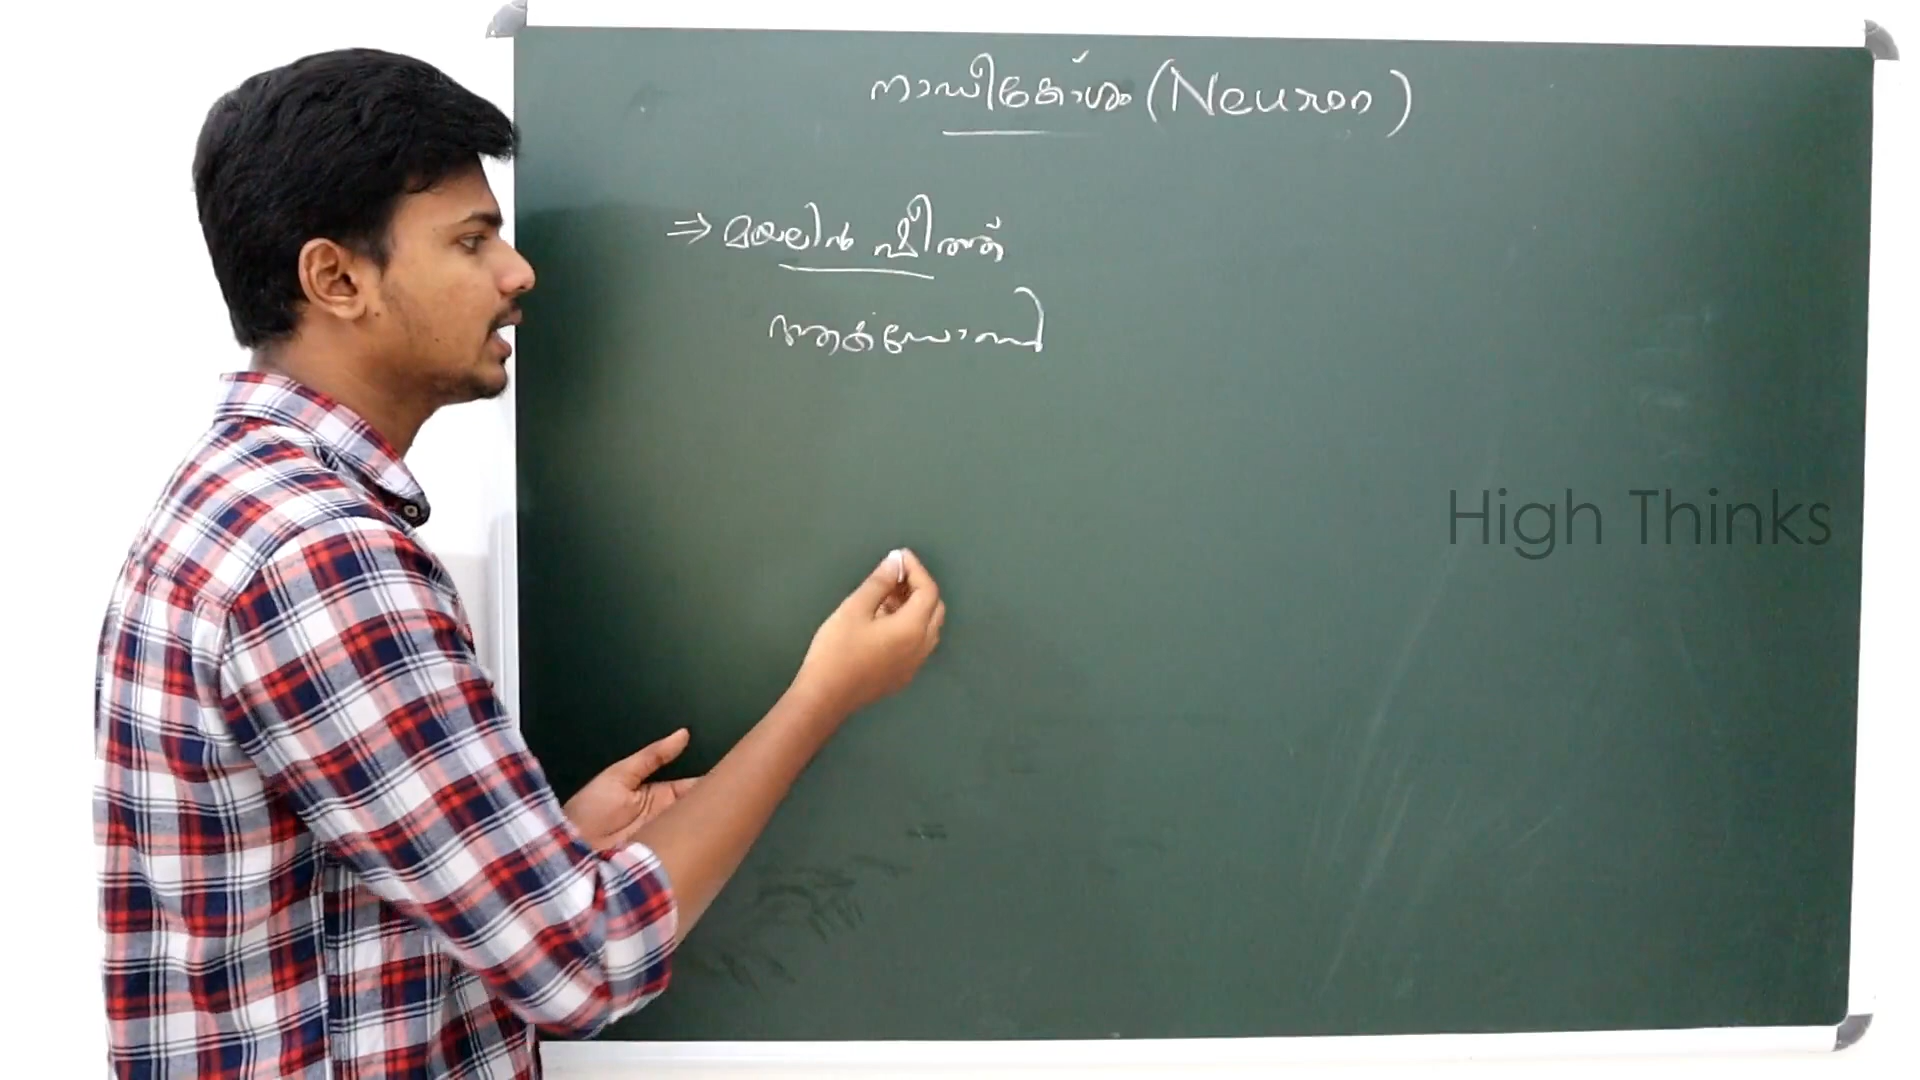 നാഡീകോശം (Neuron)
⇒ മയലിൻ ഷീത്ത്
ആക്സോൺ
High Thinks